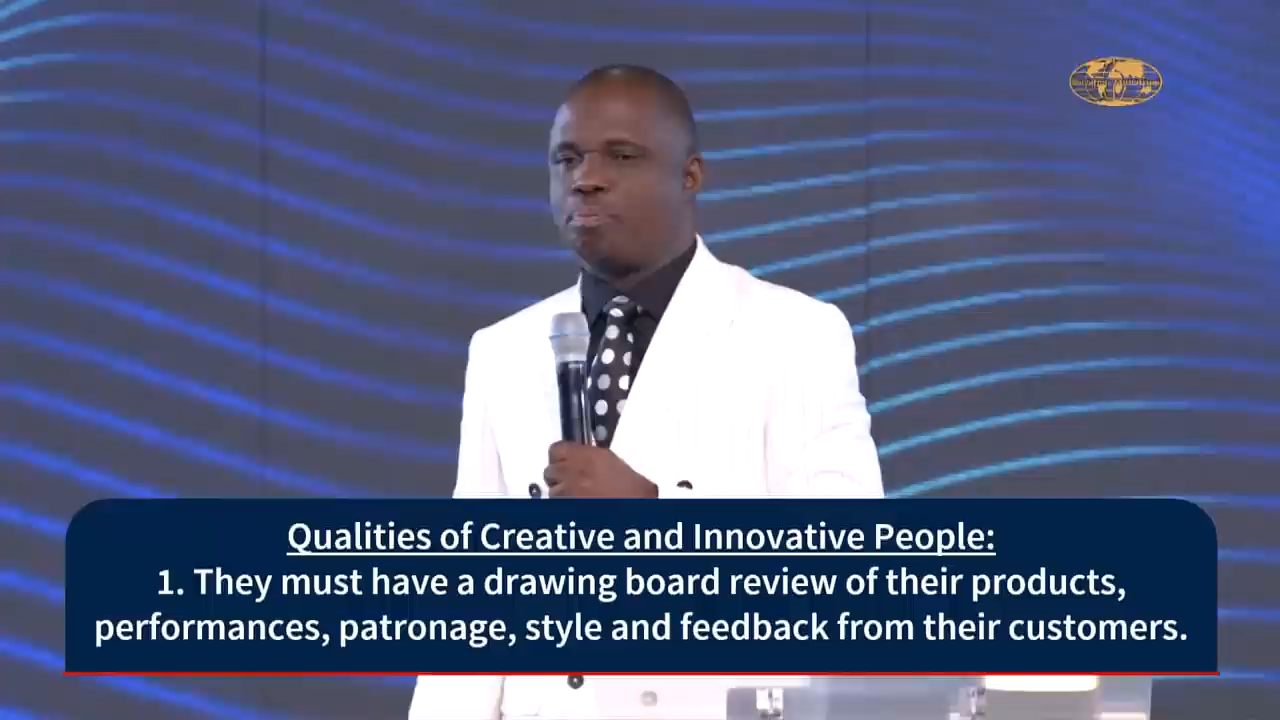 Qualities of Creative and Innovative People:
1. They must have a drawing board review of their products,
performances, patronage, style and feedback from their customers.